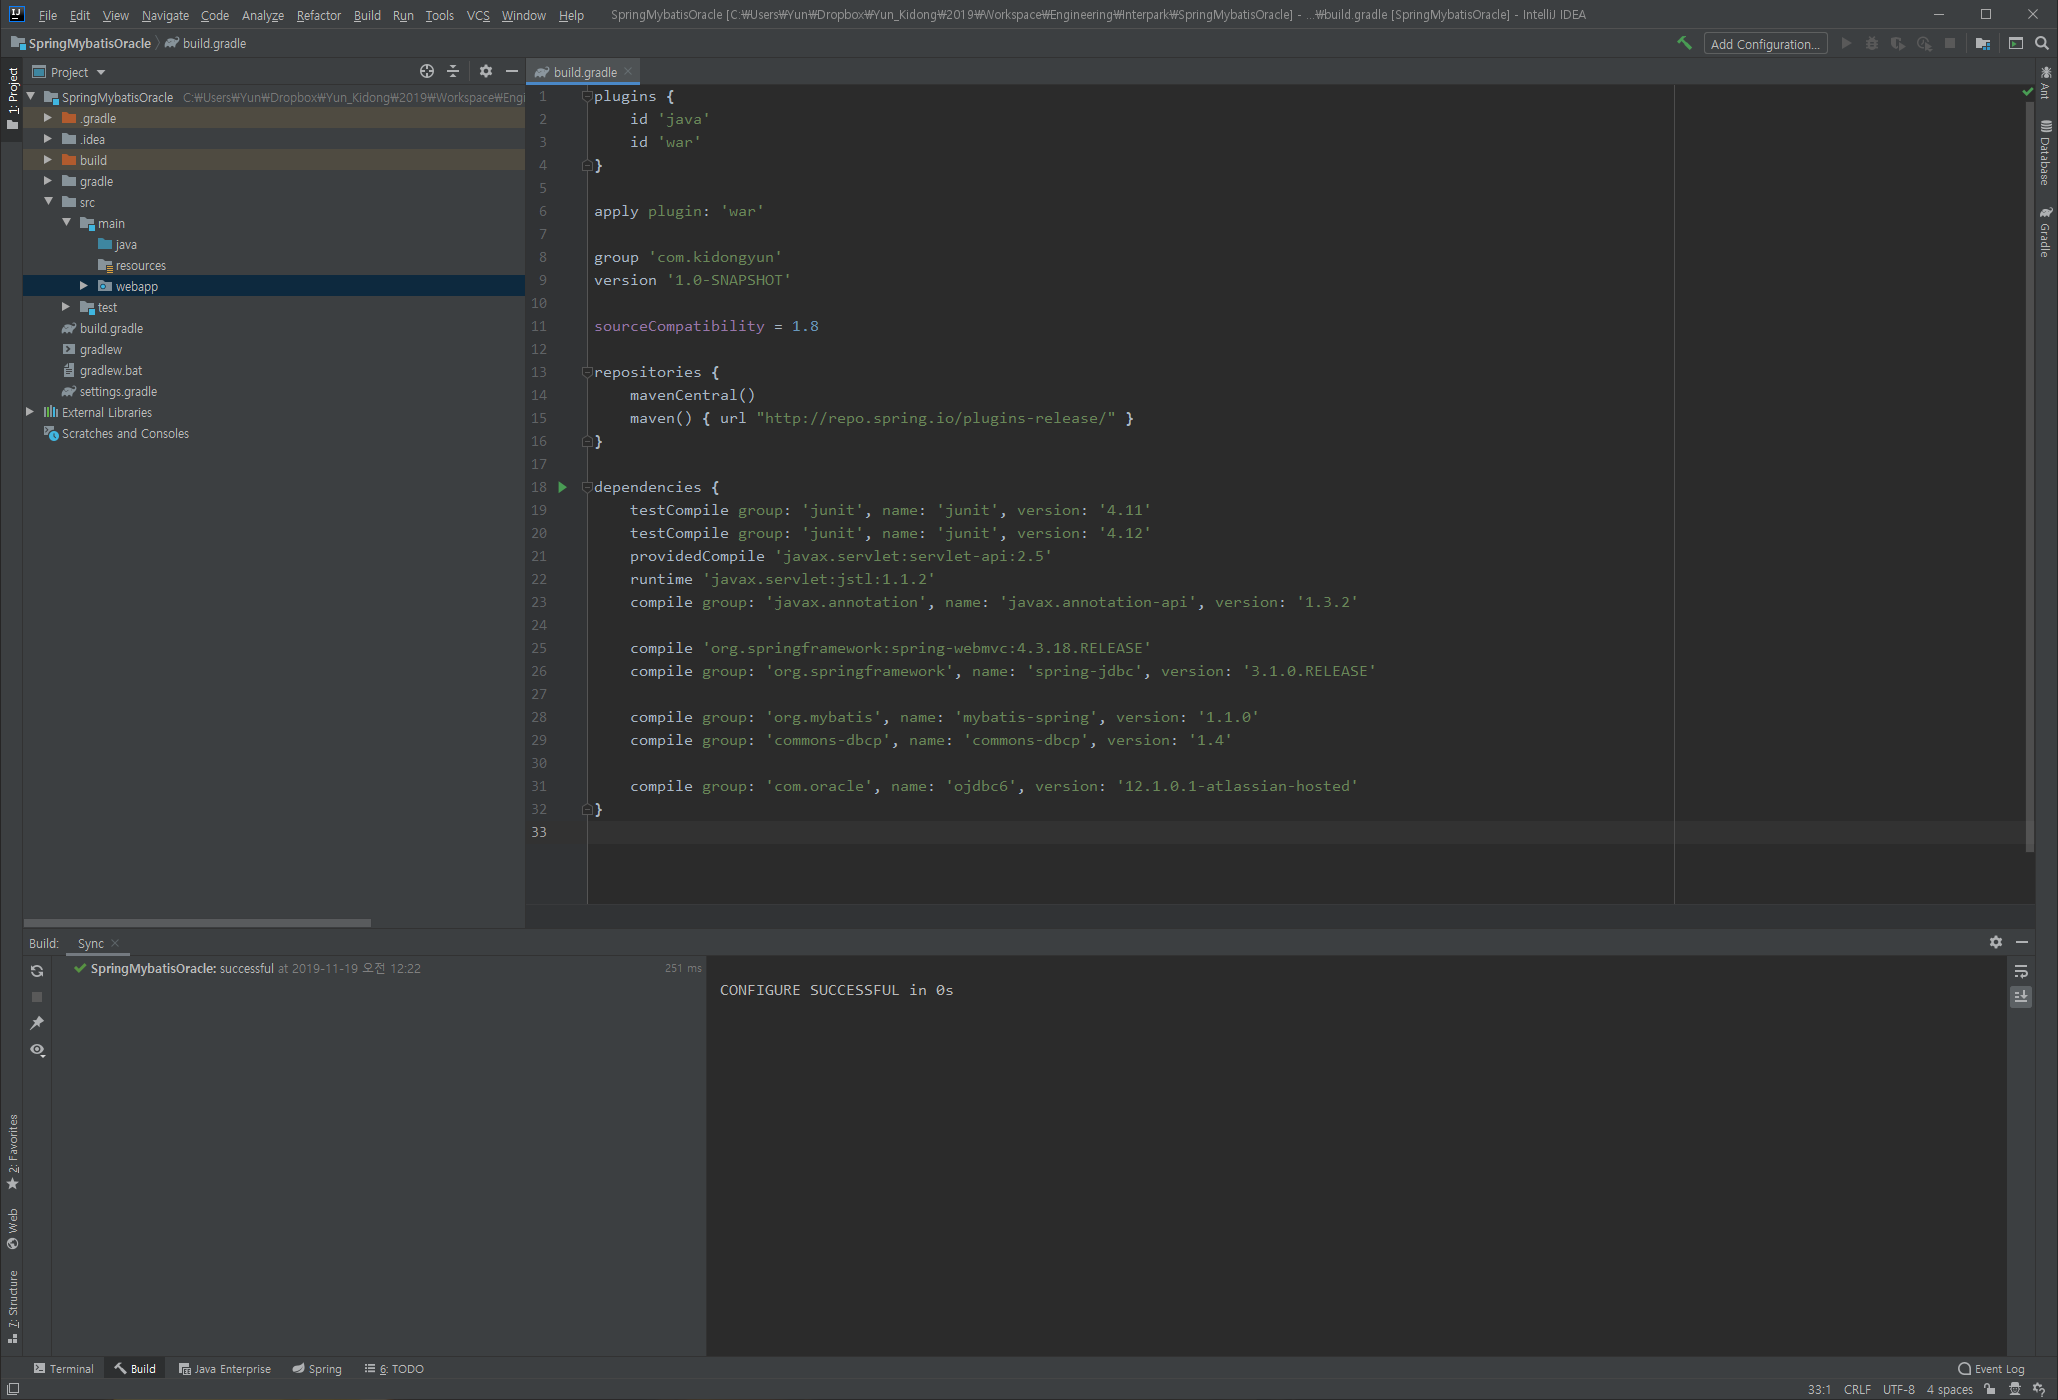 File Edit View Navigate Code Analyze Refactor Build Run Tools VCS Window Help SpringMybatisOracle [C:₩Users₩Yun₩Dropbox₩Yun_Kidong₩2019₩Workspace₩Engineering₩Interpark₩SpringMybatisOracle] - ...₩build.gradle [SpringMybatisOracle] - IntelliJ IDEA
SpringMybatisOracle build.gradle Add Configuration...
1: Project
Project
SpringMybatisOracle C:₩Users₩Yun₩Dropbox₩Yun_Kidong₩2019₩Workspace₩Engi
.gradle
.idea
build
gradle
src
main
java
resources
webapp
test
build.gradle
gradlew
gradlew.bat
settings.gradle
External Libraries
Scratches and Consoles
build.gradle
1 plugins {
2 id 'java'
3 id 'war'
4 }
5
6 apply plugin: 'war'
7
8 group 'com.kidongyun'
9 version '1.0-SNAPSHOT'
10
11 sourceCompatibility = 1.8
12
13 repositories {
14 mavenCentral()
15 maven() { url "http://repo.spring.io/plugins-release/" }
16 }
17
18 dependencies {
19 testCompile group: 'junit', name: 'junit', version: '4.11'
20 testCompile group: 'junit', name: 'junit', version: '4.12'
21 providedCompile 'javax.servlet:servlet-api:2.5'
22 runtime 'javax.servlet:jstl:1.1.2'
23 compile group: 'javax.annotation', name: 'javax.annotation-api', version: '1.3.2'
24
25 compile 'org.springframework:spring-webmvc:4.3.18.RELEASE'
26 compile group: 'org.springframework', name: 'spring-jdbc', version: '3.1.0.RELEASE'
27
28 compile group: 'org.mybatis', name: 'mybatis-spring', version: '1.1.0'
29 compile group: 'commons-dbcp', name: 'commons-dbcp', version: '1.4'
30
31 compile group: 'com.oracle', name: 'ojdbc6', version: '12.1.0.1-atlassian-hosted'
32 }
33
Ant
Database
Gradle
Build: Sync
SpringMybatisOracle: successful at 2019-11-19 오전 12:22 251 ms
CONFIGURE SUCCESSFUL in 0s
2: Favorites
Web
7: Structure
Terminal Build Java Enterprise Spring 6: TODO Event Log
33:1 CRLF UTF-8 4 spaces